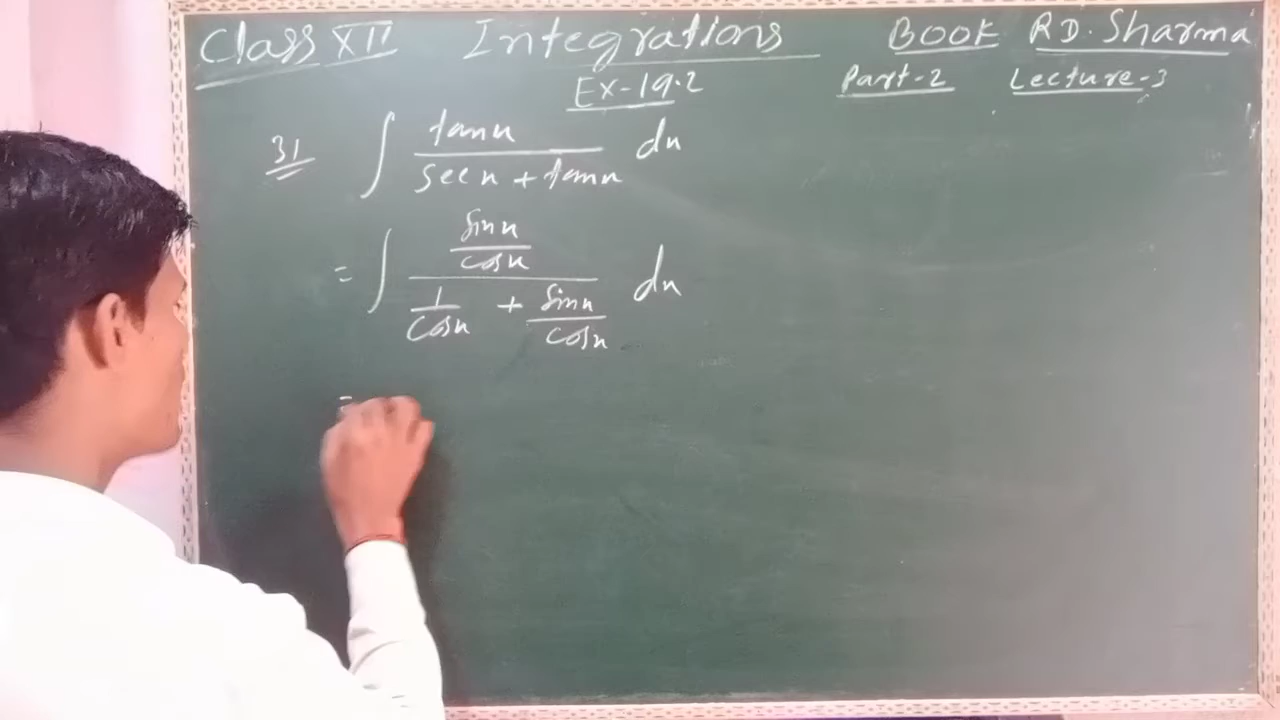 Class XII Integrations Book RD. Sharma
Ex-19.2 Part-2 Lecture-3
31 ∫ tanx / (secx + tanx) dx
= ∫ (sinx / cosx) / (1 / cosx + sinx / cosx) dx
=